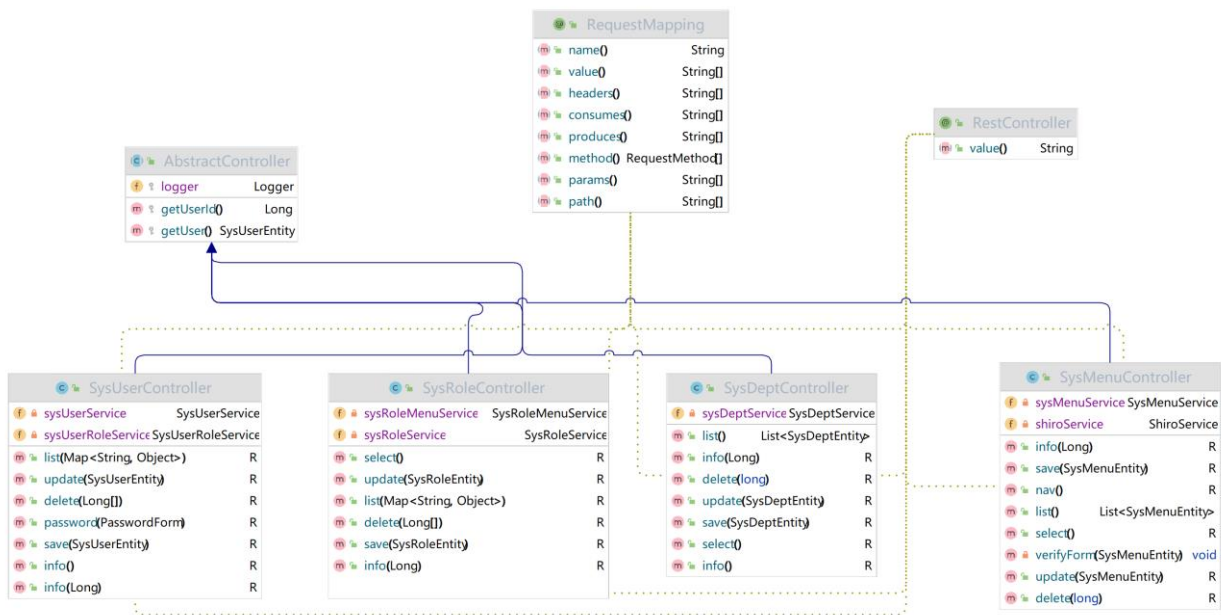 RequestMapping
name() String
value() String[]
headers() String[]
consumes() String[]
produces() String[]
method() RequestMethod[]
params() String[]
path() String[]
RestController
value() String
AbstractController
logger Logger
getUserId() Long
getUser() SysUserEntity
SysUserController
sysUserService SysUserService
sysUserRoleService SysUserRoleService
list(Map<String, Object>) R
update(SysUserEntity) R
delete(Long[]) R
password(PasswordForm) R
save(SysUserEntity) R
info() R
info(Long) R
SysRoleController
sysRoleMenuService SysRoleMenuService
sysRoleService SysRoleService
select() R
update(SysRoleEntity) R
list(Map<String, Object>) R
delete(Long[]) R
save(SysRoleEntity) R
info(Long) R
SysDeptController
sysDeptService SysDeptService
list() List<SysDeptEntity>
info(Long) R
delete(long) R
update(SysDeptEntity) R
save(SysDeptEntity) R
select() R
info() R
SysMenuController
sysMenuService SysMenuService
shiroService ShiroService
info(Long) R
save(SysMenuEntity) R
nav() R
list() List<SysMenuEntity>
select() R
verifyForm(SysMenuEntity) void
update(SysMenuEntity) R
delete(long) R